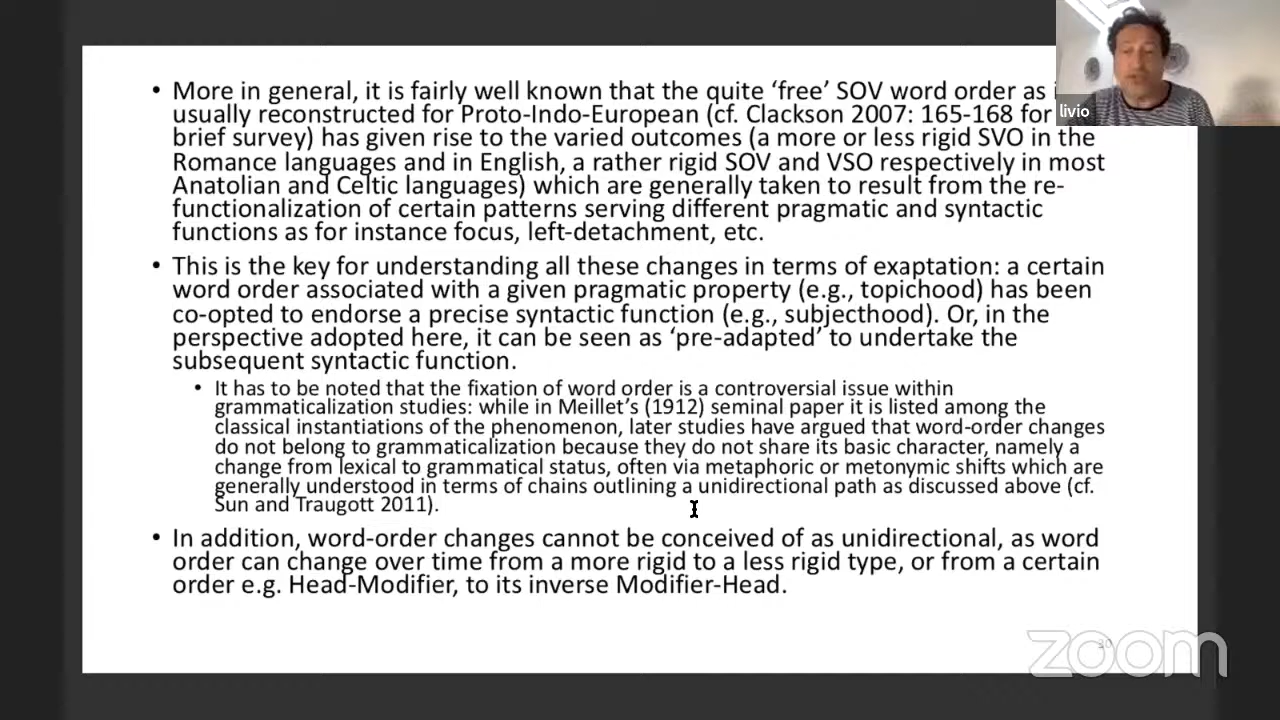 • More in general, it is fairly well known that the quite ‘free’ SOV word order as
usually reconstructed for Proto-Indo-European (cf. Clackson 2007: 165-168 for
brief survey) has given rise to the varied outcomes (a more or less rigid SVO in the
Romance languages and in English, a rather rigid SOV and VSO respectively in most
Anatolian and Celtic languages) which are generally taken to result from the re-
functionalization of certain patterns serving different pragmatic and syntactic
functions as for instance focus, left-detachment, etc.
• This is the key for understanding all these changes in terms of exaptation: a certain
word order associated with a given pragmatic property (e.g., topichood) has been
co-opted to endorse a precise syntactic function (e.g., subjecthood). Or, in the
perspective adopted here, it can be seen as ‘pre-adapted’ to undertake the
subsequent syntactic function.
• It has to be noted that the fixation of word order is a controversial issue within
grammaticalization studies: while in Meillet’s (1912) seminal paper it is listed among the
classical instantiations of the phenomenon, later studies have argued that word-order changes
do not belong to grammaticalization because they do not share its basic character, namely a
change from lexical to grammatical status, often via metaphoric or metonymic shifts which are
generally understood in terms of chains outlining a unidirectional path as discussed above (cf.
Sun and Traugott 2011).
• In addition, word-order changes cannot be conceived of as unidirectional, as word
order can change over time from a more rigid to a less rigid type, or from a certain
order e.g. Head-Modifier, to its inverse Modifier-Head.
livio
zoom